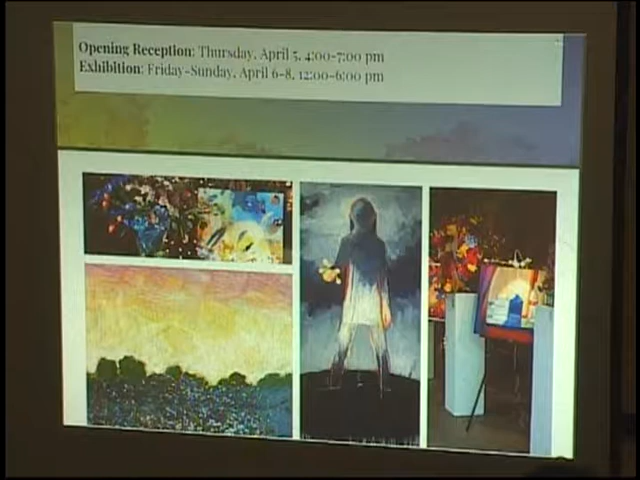 Opening Reception: Thursday, April 5, 4:00-7:00 pm
Exhibition: Friday-Sunday, April 6-8, 12:00-6:00 pm